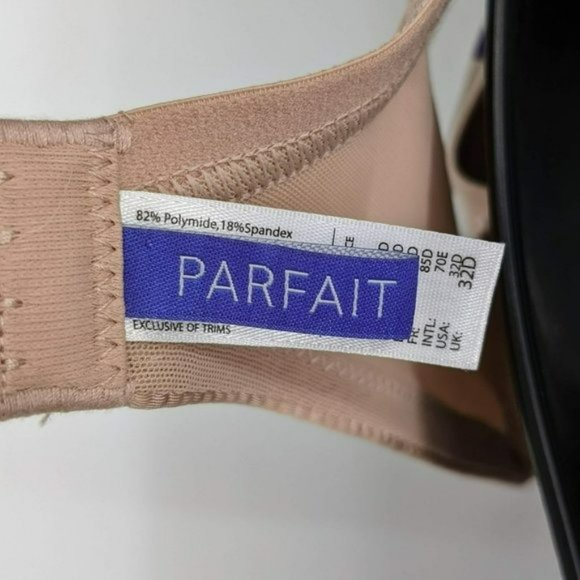 82% Polymide,18%Spandex
PARFAIT
EXCLUSIVE OF TRIMS
85D
70E
32D
32D
FR:
INTL:
USA:
UK: